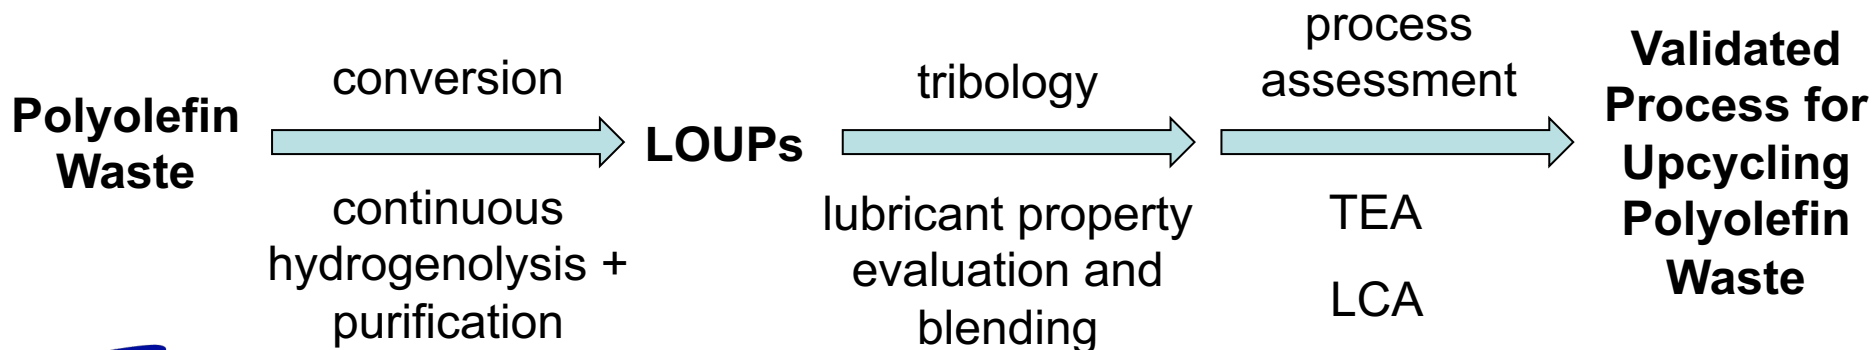 Polyolefin
Waste
conversion
continuous
hydrogenolysis +
purification
LOUPs
tribology
lubricant property
evaluation and
blending
process
assessment
TEA
LCA
Validated
Process for
Upcycling
Polyolefin
Waste